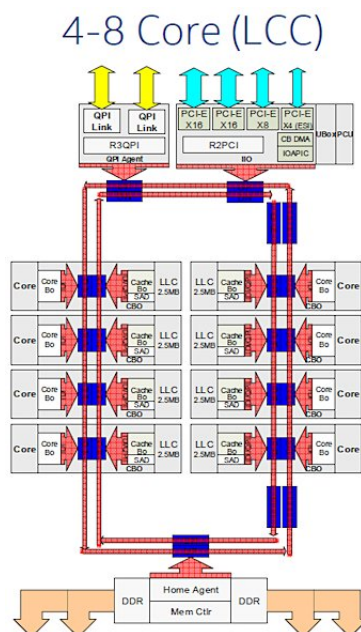 4-8 Core (LCC)
QPI Link
QPI Link
R3QPI
QPI Agent
PCI-E X16
PCI-E X16
PCI-E X8
PCI-E X4 (ESI)
CB DMA
R2PCI
IOAPIC
IIO
UBox
PCU
Core
Core Bo
Cache Bo
SAD
CBO
LLC 2.5MB
LLC 2.5MB
Cache Bo
SAD
CBO
Core Bo
Core
Core
Core Bo
Cache Bo
SAD
CBO
LLC 2.5MB
LLC 2.5MB
Cache Bo
SAD
CBO
Core Bo
Core
Core
Core Bo
Cache Bo
SAD
CBO
LLC 2.5MB
LLC 2.5MB
Cache Bo
SAD
CBO
Core Bo
Core
Core
Core Bo
Cache Bo
SAD
CBO
LLC 2.5MB
LLC 2.5MB
Cache Bo
SAD
CBO
Core Bo
Core
DDR
Home Agent
DDR
Mem Ctlr